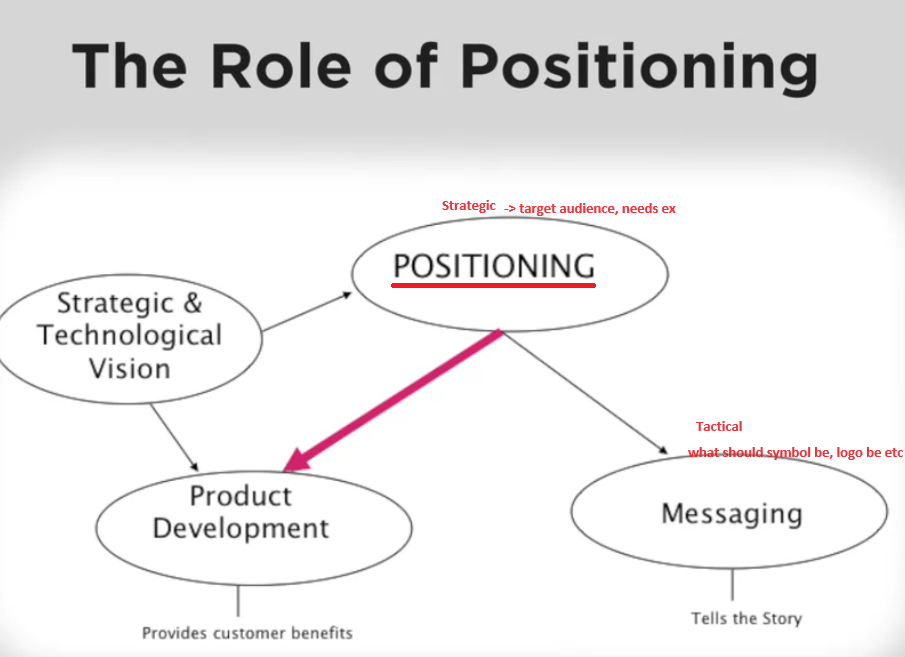 The Role of Positioning
Strategic -> target audience, needs ex
POSITIONING
Strategic &
Technological
Vision
Tactical
what should symbol be, logo be etc
Product
Development
Messaging
Tells the Story
Provides customer benefits